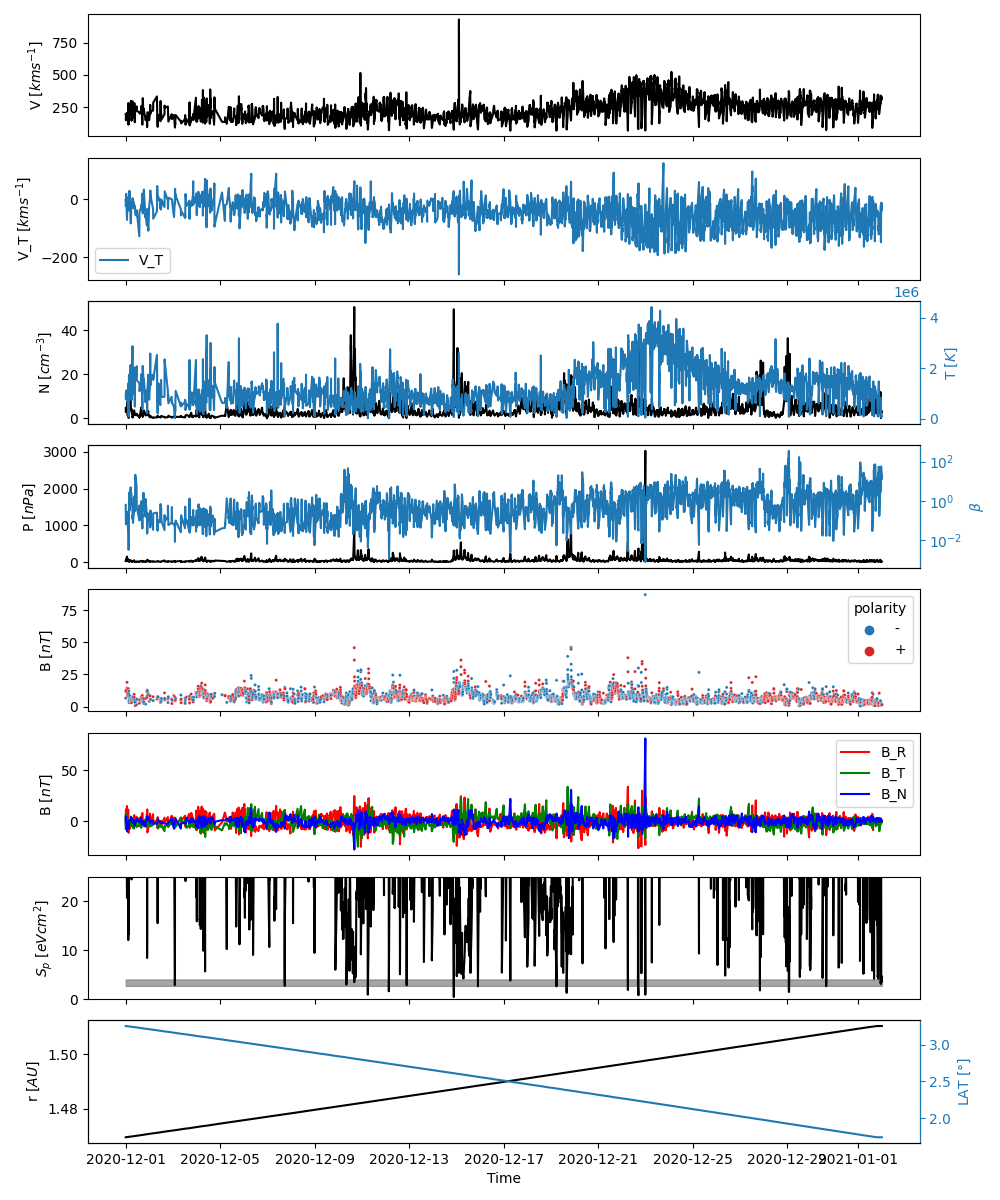 750
500
250
V [kms⁻¹]
0
−200
V_T [kms⁻¹]
V_T
1e6
40
20
0
N [cm⁻³]
4
2
0
T [K]
3000
2000
1000
0
P [nPa]
10²
10⁰
10⁻²
β
75
50
25
0
B [nT]
polarity
-
+
50
0
B [nT]
B_R
B_T
B_N
20
10
0
S_p [eVcm²]
1.50
1.48
r [AU]
3.0
2.5
2.0
LAT [°]
2020-12-01 2020-12-05 2020-12-09 2020-12-13 2020-12-17 2020-12-21 2020-12-25 2020-12-29 2021-01-01
Time